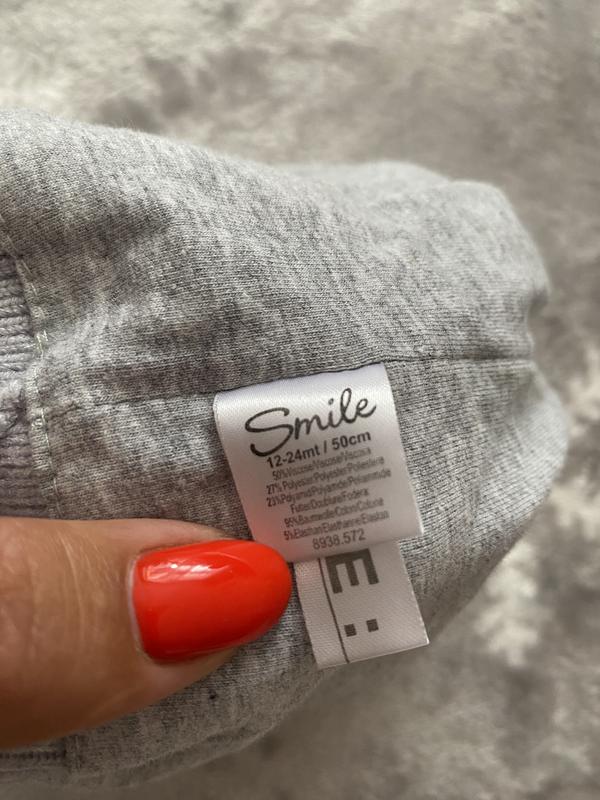 Smile
12-24mt / 50cm
50%Viscose/Viscose/Viscosa
27% Polyester/Polyester/Poliestere
23%Polyamid/Polyamide/Poliammide
Futter/Doublure/Fodera:
95%Baumwolle/Coton/Cotone
5%Elasthan/Elasthanne/Elastan
8938.572
E: